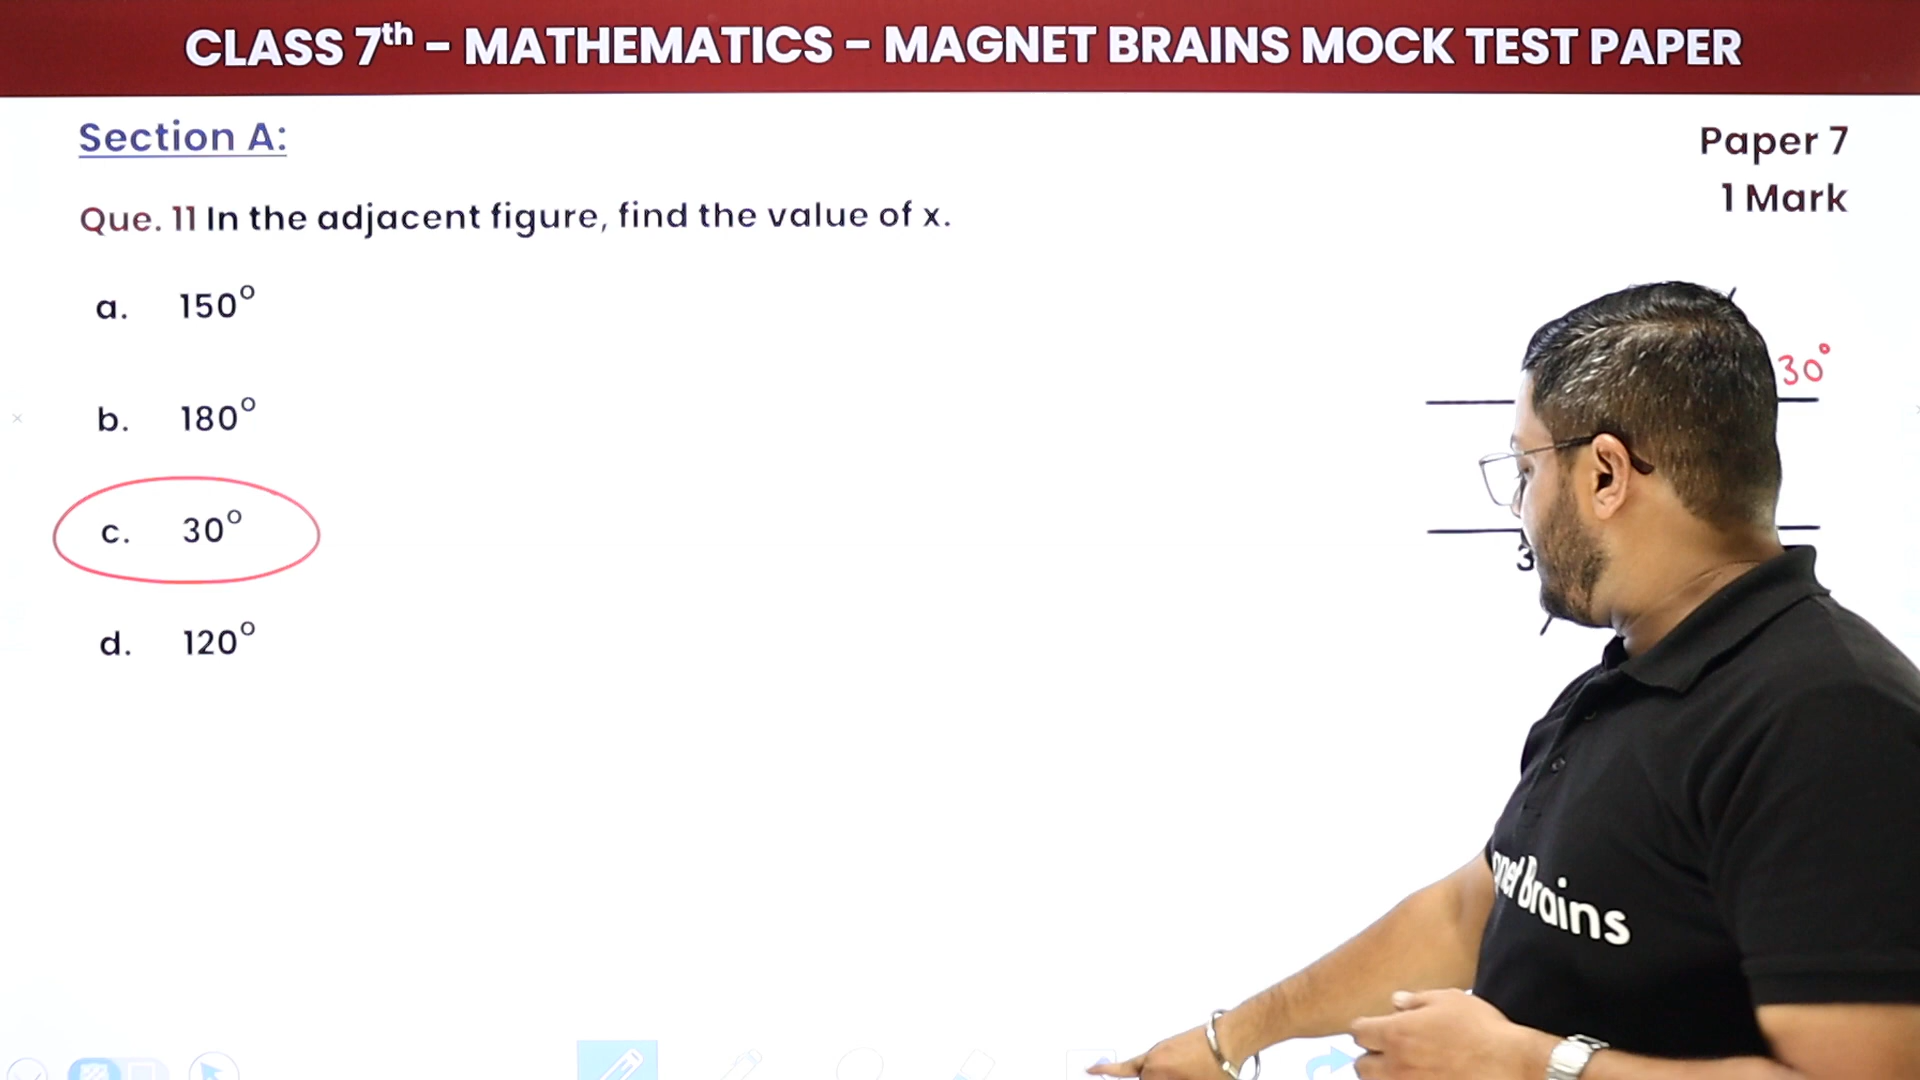 CLASS 7th – MATHEMATICS – MAGNET BRAINS MOCK TEST PAPER
Section A:
Paper 7
1 Mark
Que. 11 In the adjacent figure, find the value of x.
a. 150°
b. 180°
c. 30°
d. 120°
30°
3
Brains